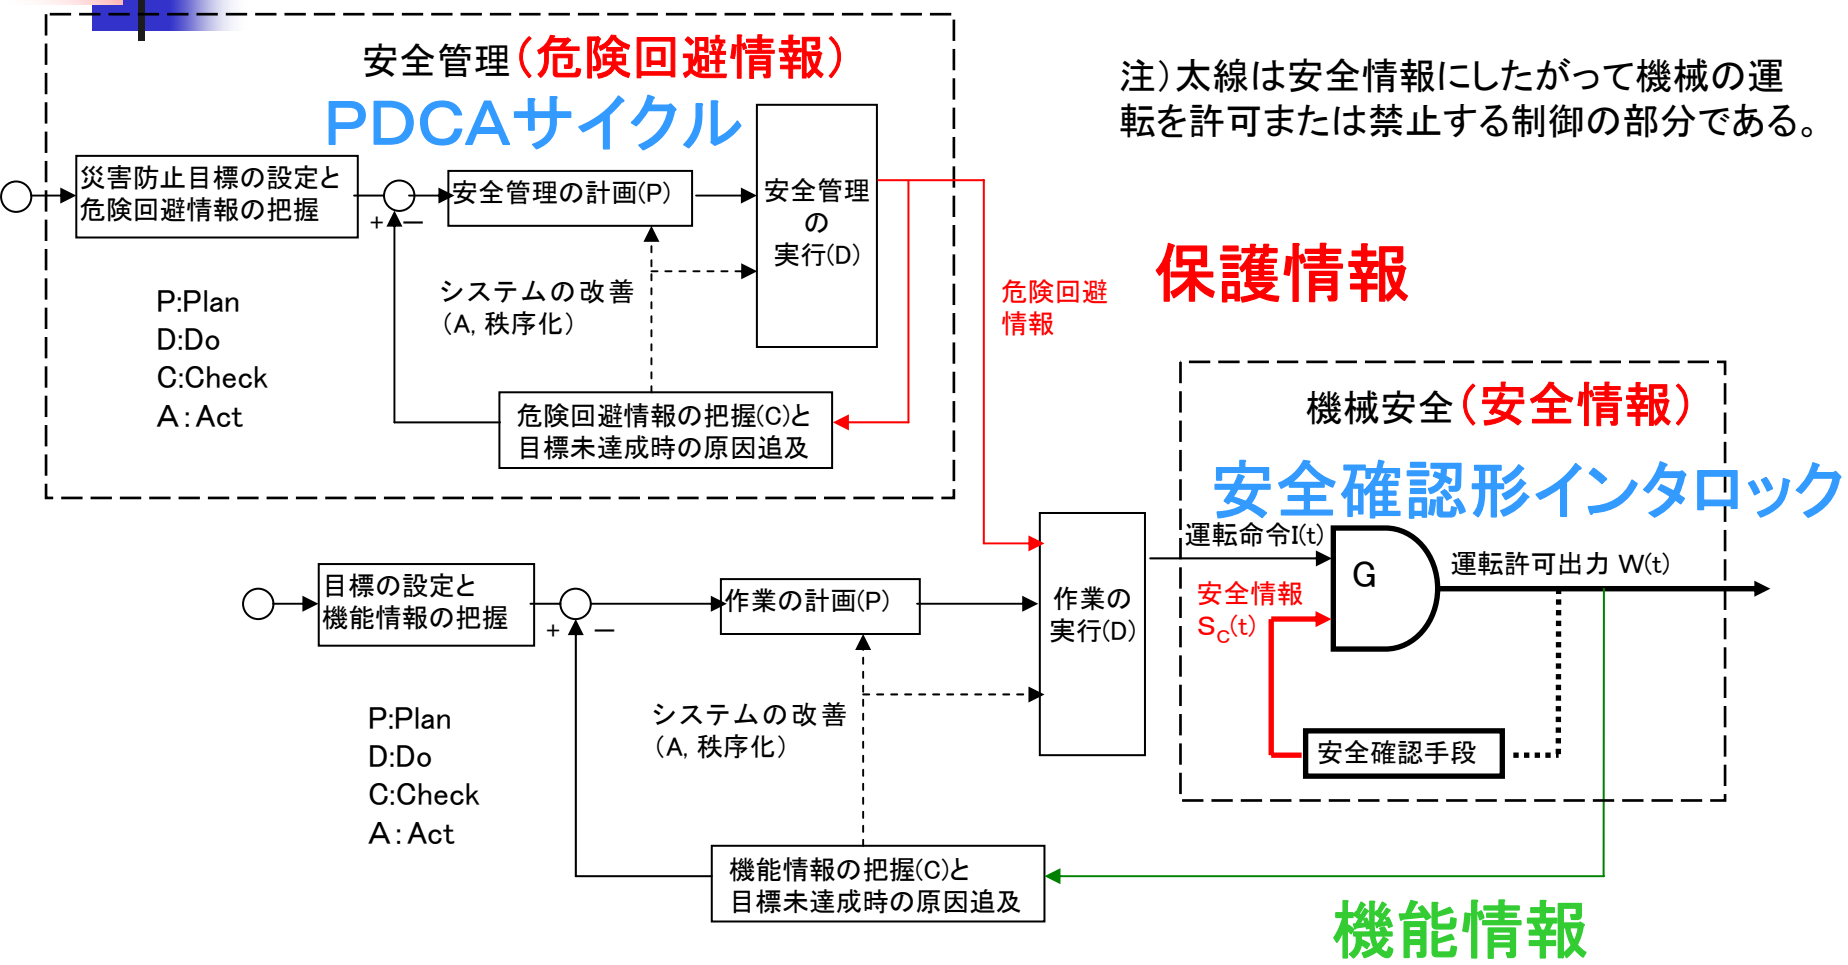 安全管理（危険回避情報）
PDCAサイクル
注）太線は安全情報にしたがって機械の運
転を許可または禁止する制御の部分である。
災害防止目標の設定と
危険回避情報の把握
+
－
安全管理の計画(P)
安全管理
の
実行(D)
システムの改善
（A, 秩序化）
P:Plan
D:Do
C:Check
A：Act
危険回避情報の把握(C)と
目標未達成時の原因追及
危険回避
情報
保護情報
機械安全（安全情報）
安全確認形インタロック
運転命令I(t)
G
運転許可出力 W(t)
安全情報
SC(t)
安全確認手段
目標の設定と
機能情報の把握
+
－
作業の計画(P)
作業の
実行(D)
システムの改善
（A, 秩序化）
P:Plan
D:Do
C:Check
A：Act
機能情報の把握(C)と
目標未達成時の原因追及
機能情報